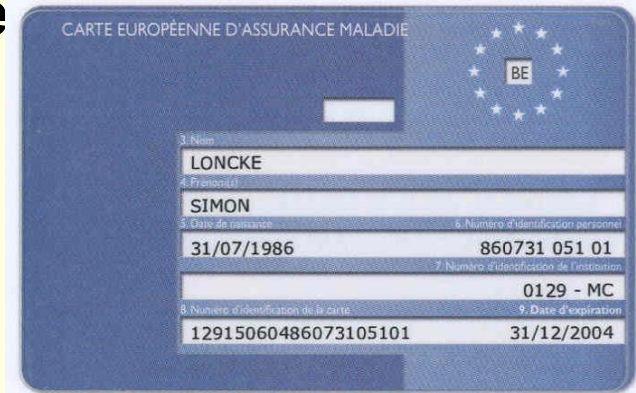 e
CARTE EUROPÉENNE D'ASSURANCE MALADIE
BE
3. Nom
LONCKE
4. Prénom(s)
SIMON
5. Date de naissance 6. Numéro d'identification personnel
31/07/1986 860731 051 01
7. Numéro d'identification de l'institution
0129 - MC
8. Numéro d'identification de la carte 9. Date d'expiration
12915060486073105101 31/12/2004